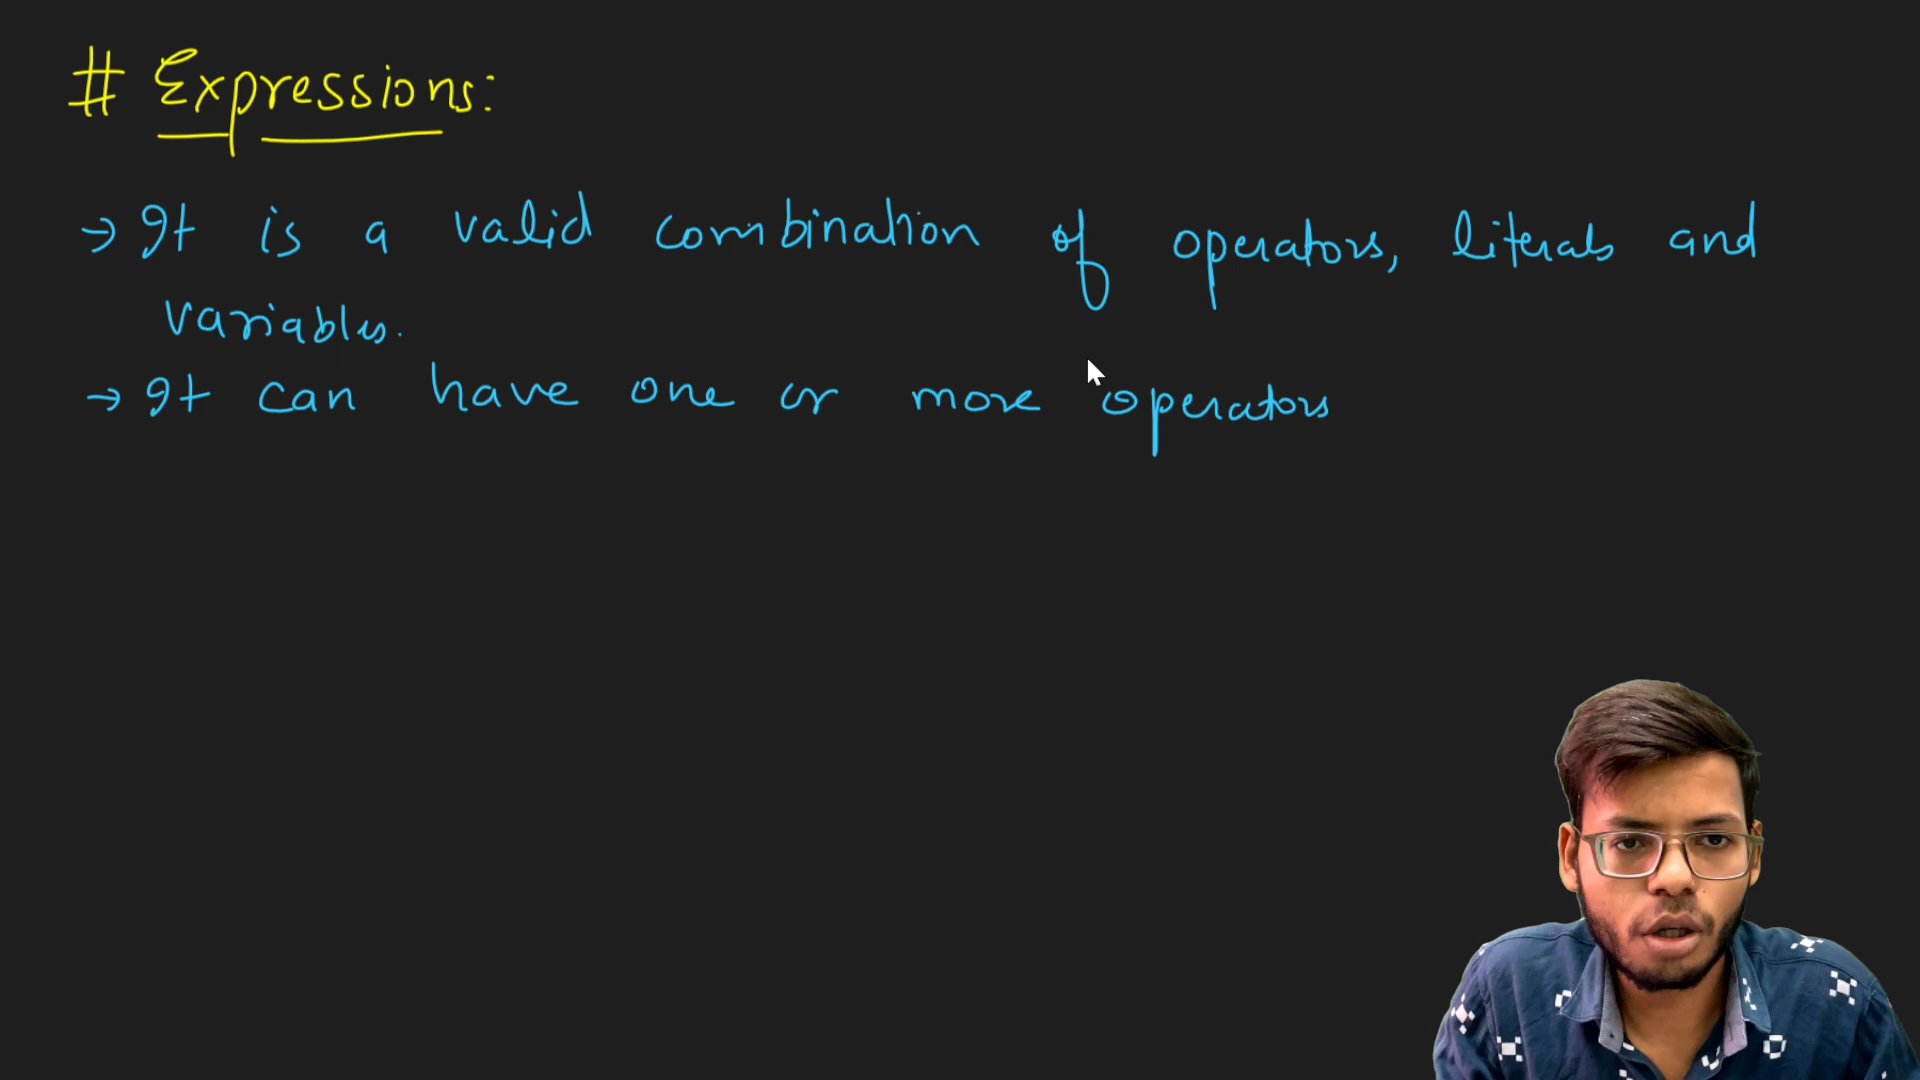 # Expressions:
→ It is a valid combination of operators, literals and
variables.
→ It can have one or more operators